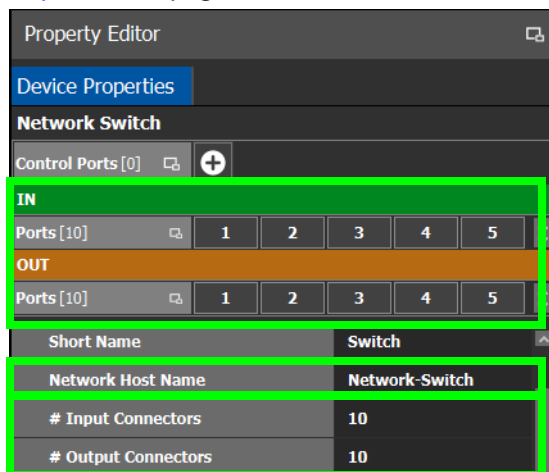 Property Editor
Device Properties
Network Switch
Control Ports [0]
IN
Ports [10] 1 2 3 4 5
OUT
Ports [10] 1 2 3 4 5
Short Name Switch
Network Host Name Network-Switch
# Input Connectors 10
# Output Connectors 10